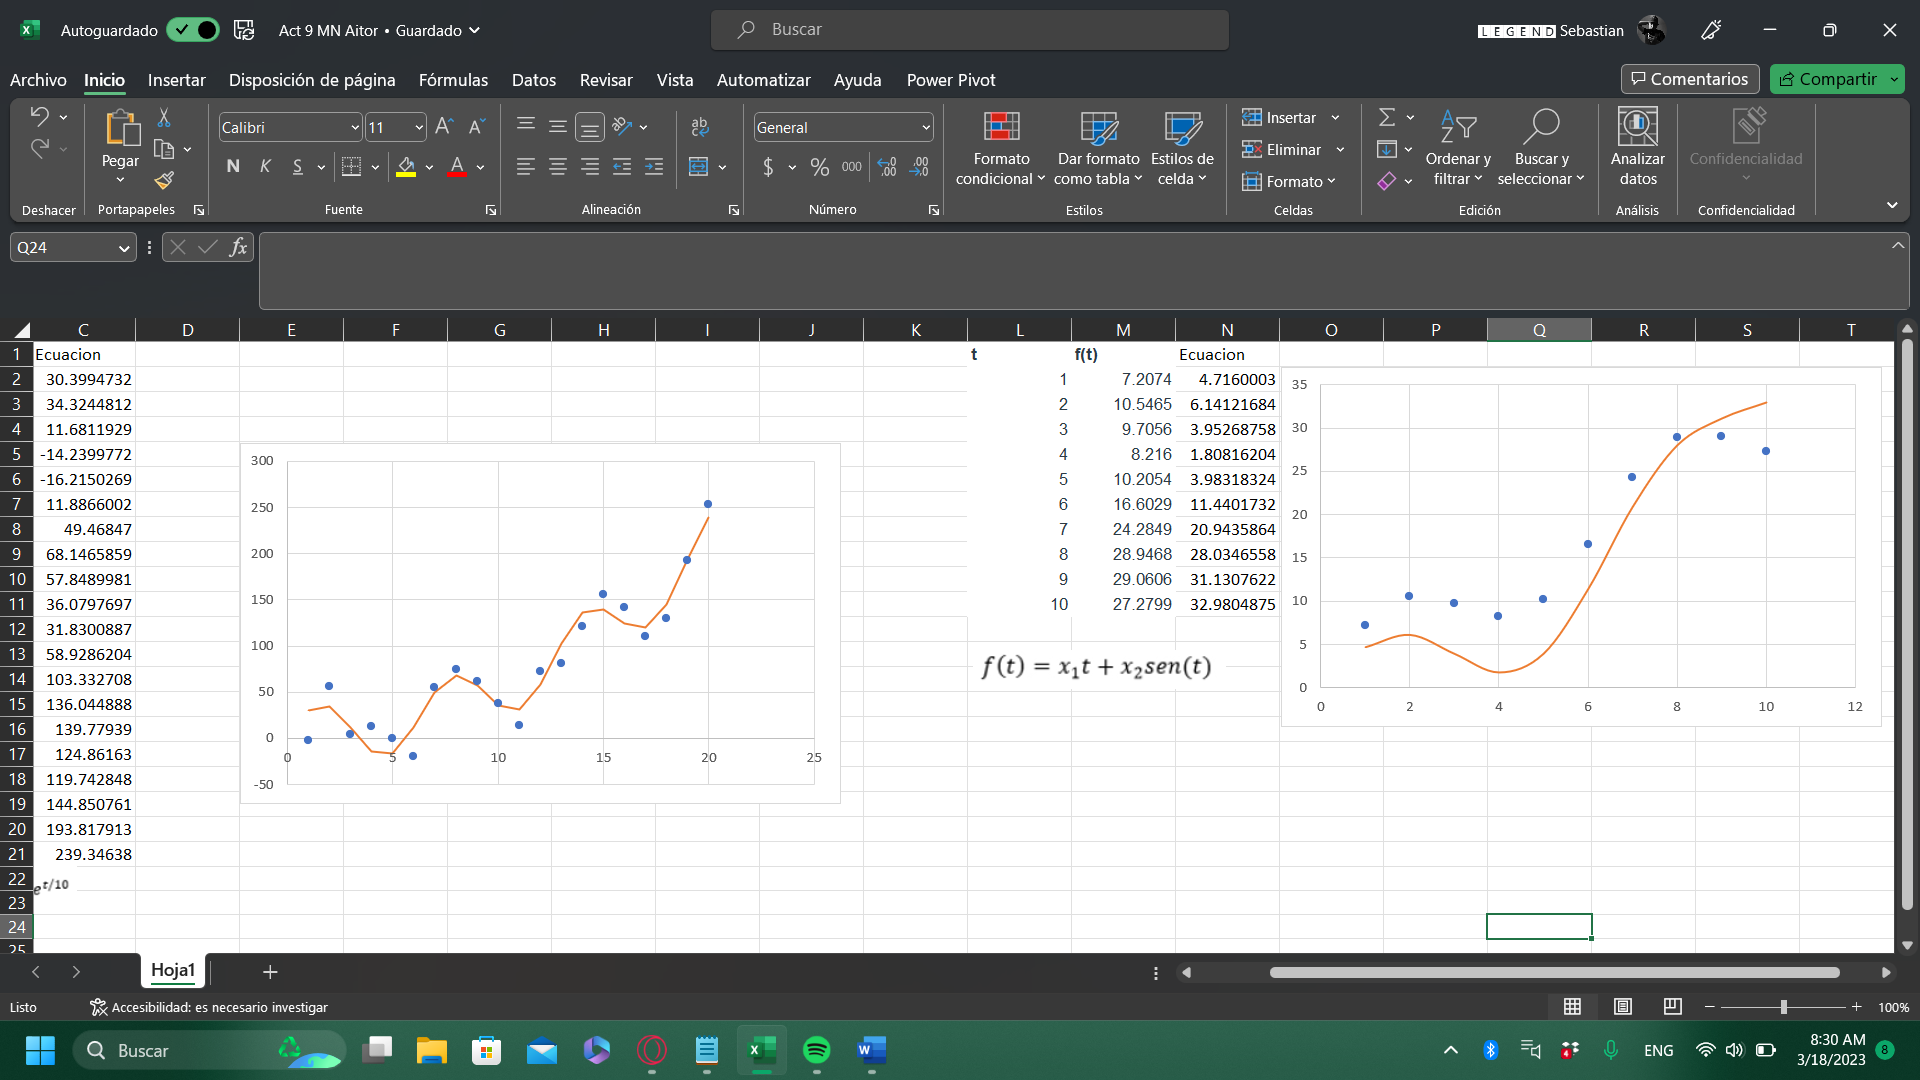 Autoguardado Act 9 MN Aitor • Guardado Buscar LEGEND Sebastian
Archivo Inicio Insertar Disposición de página Fórmulas Datos Revisar Vista Automatizar Ayuda Power Pivot Comentarios Compartir
Pegar Calibri 11 General Formato condicional Dar formato como tabla Estilos de celda Insertar Ordenar y filtrar Buscar y seleccionar Analizar datos Confidencialidad
N K S $ % 000 Eliminar
Formato
Deshacer Portapapeles Fuente Alineación Número Estilos Celdas Edición Análisis Confidencialidad
Q24 fx
C D E F G H I J K L M N O P Q R S T
1 Ecuacion t f(t) Ecuacion
2 30.3994732 1 7.2074 4.7160003
3 34.3244812 2 10.5465 6.14121684
4 11.6811929 3 9.7056 3.95268758
5 -14.2399772 4 8.216 1.80816204
6 -16.2150269 5 10.2054 3.98318324
7 11.8866002 6 16.6029 11.4401732
8 49.46847 7 24.2849 20.9435864
9 68.1465859 8 28.9468 28.0346558
10 57.8489981 9 29.0606 31.1307622
11 36.0797697 10 27.2799 32.9804875
12 31.8300887
13 58.9286204
14 103.332708
15 136.044888
16 139.77939
17 124.86163
18 119.742848
19 144.850761
20 193.817913
21 239.34638
22 e^t/10
23
24
25
300
250
200
150
100
50
0
-50
0 5 10 15 20 25
f(t) = x₁t + x₂sen(t)
35
30
25
20
15
10
5
0
0 2 4 6 8 10 12
Hoja1
Listo Accesibilidad: es necesario investigar 100%
Buscar ENG 8:30 AM 8
3/18/2023